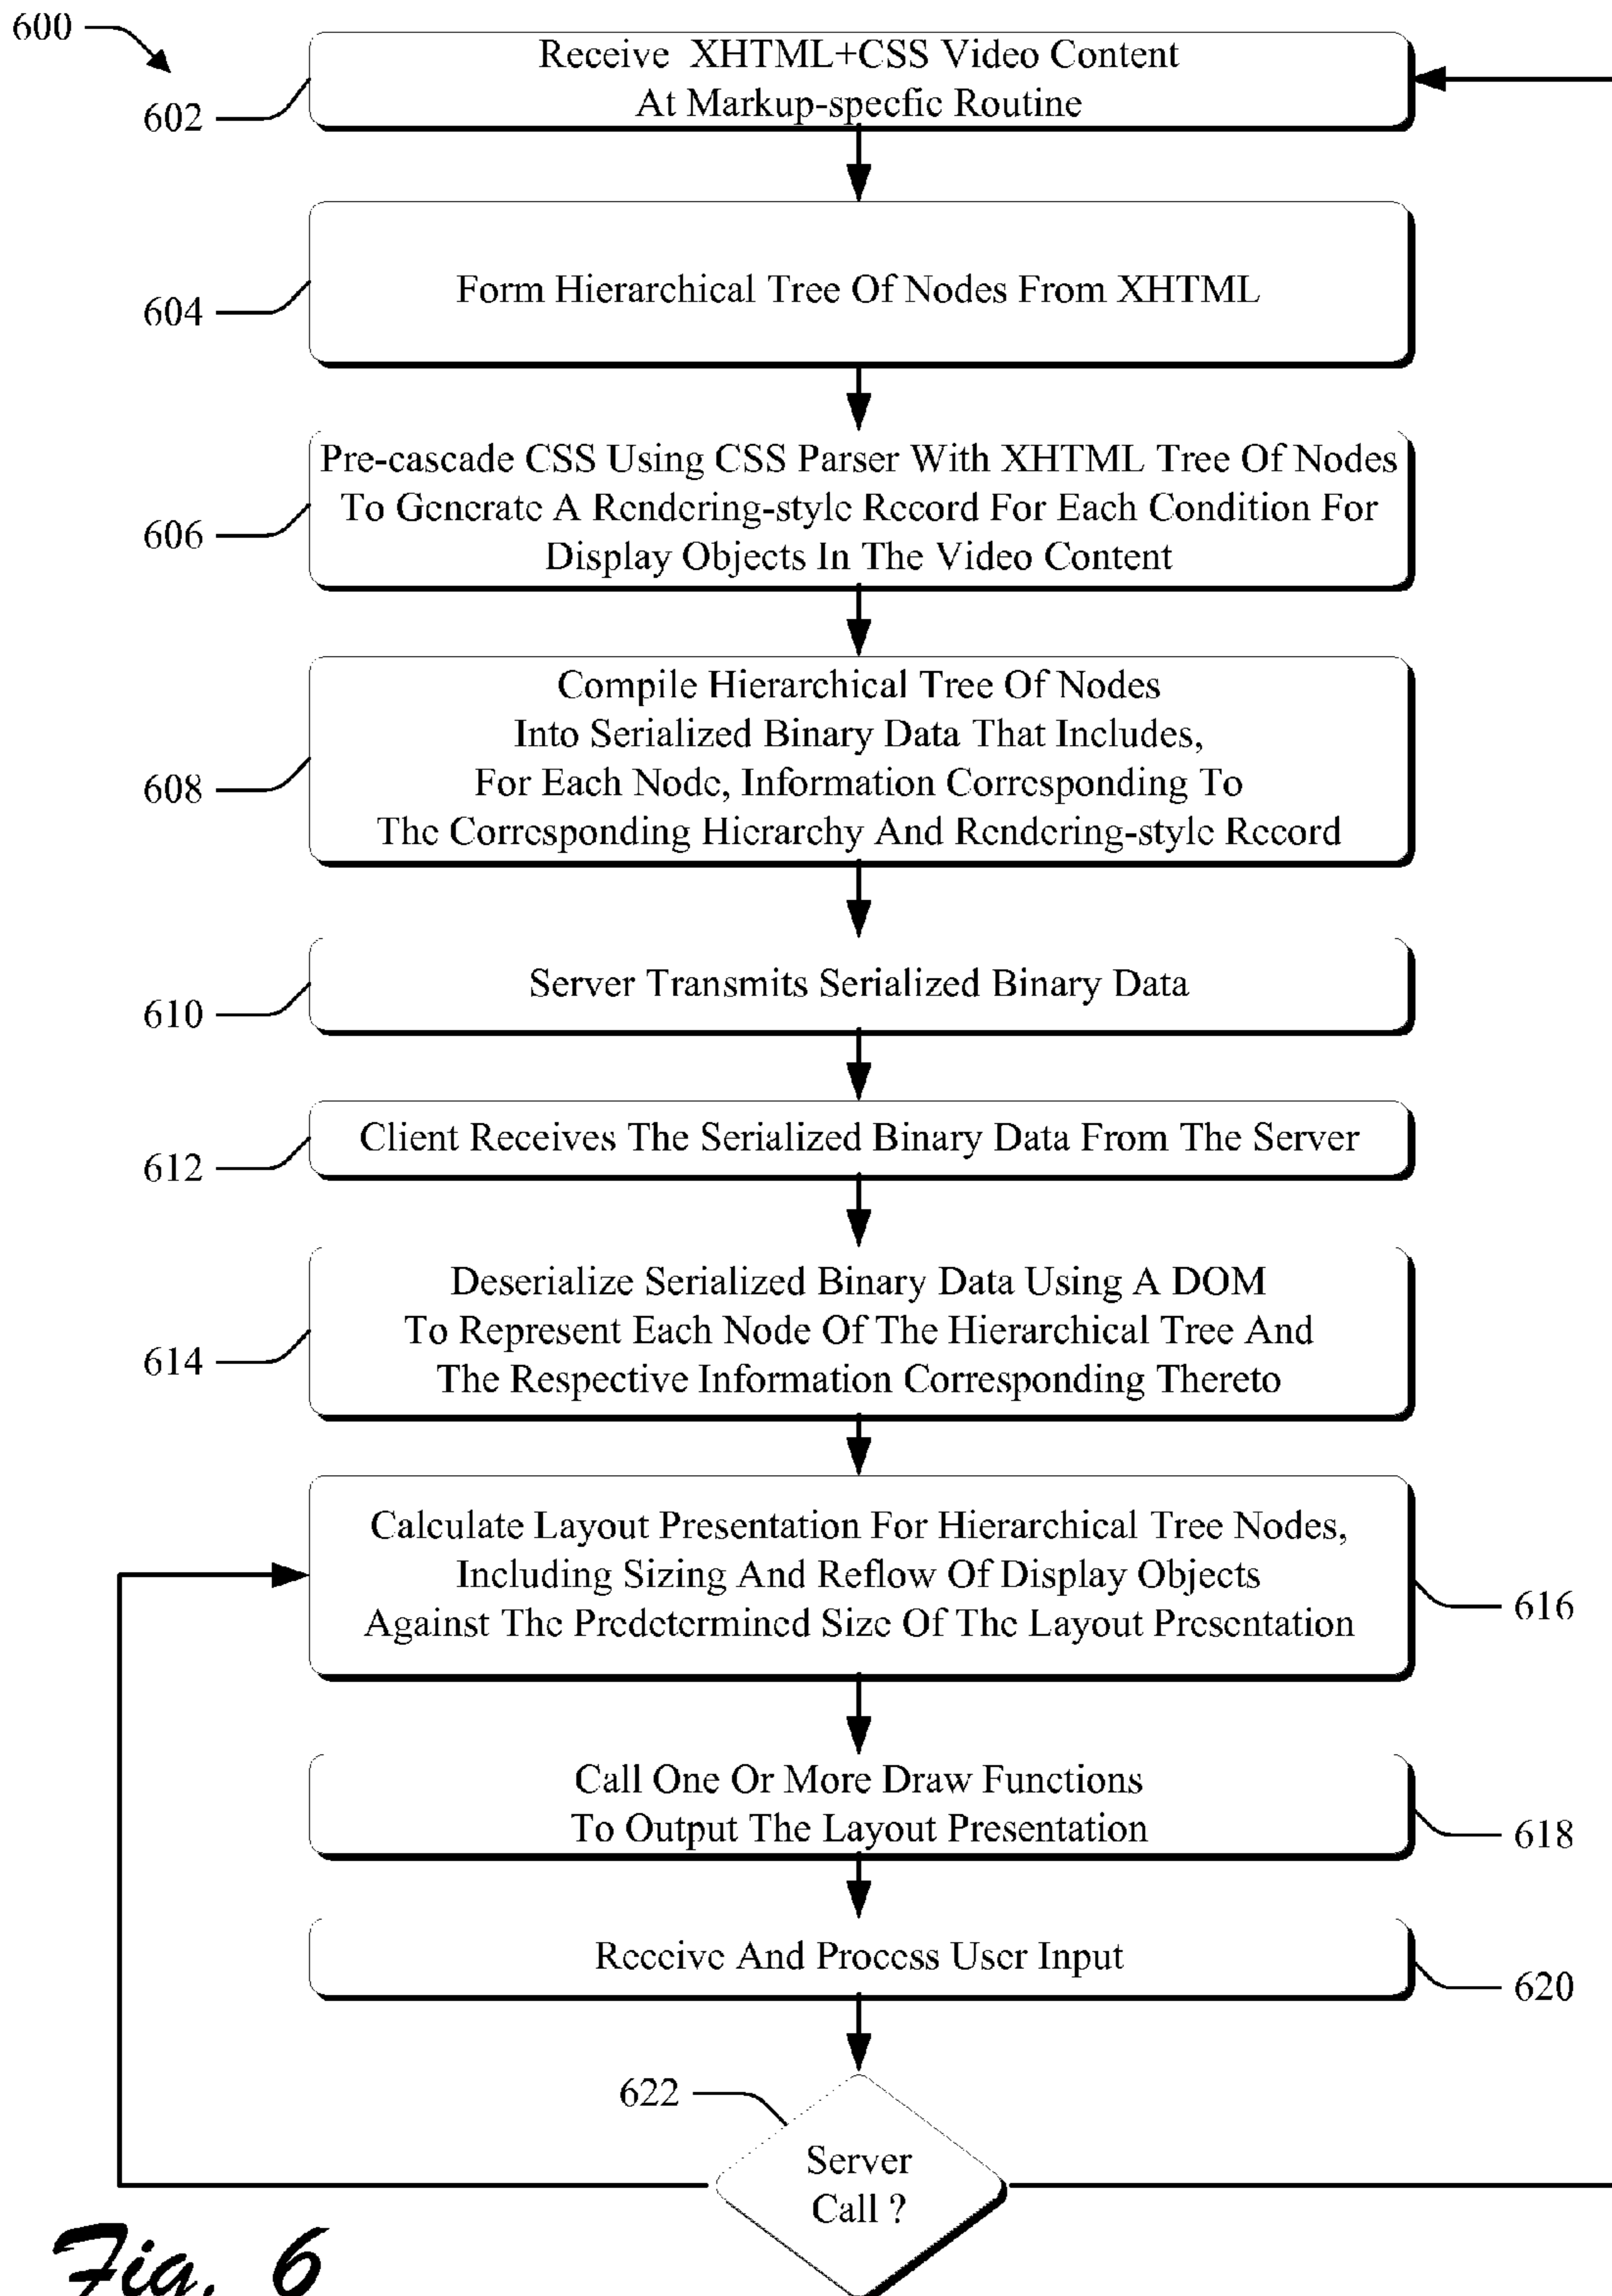 600
Receive XHTML+CSS Video Content
At Markup-specfic Routine
602
Form Hierarchical Tree Of Nodes From XHTML
604
Pre-cascade CSS Using CSS Parser With XHTML Tree Of Nodes
To Generate A Rendering-style Record For Each Condition For
Display Objects In The Video Content
606
Compile Hierarchical Tree Of Nodes
Into Serialized Binary Data That Includes,
For Each Node, Information Corresponding To
The Corresponding Hierarchy And Rendering-style Record
608
Server Transmits Serialized Binary Data
610
Client Receives The Serialized Binary Data From The Server
612
Deserialize Serialized Binary Data Using A DOM
To Represent Each Node Of The Hierarchical Tree And
The Respective Information Corresponding Thereto
614
Calculate Layout Presentation For Hierarchical Tree Nodes,
Including Sizing And Reflow Of Display Objects
Against The Predetermined Size Of The Layout Presentation
616
Call One Or More Draw Functions
To Output The Layout Presentation
618
Receive And Process User Input
620
622
Server
Call ?
Fig. 6